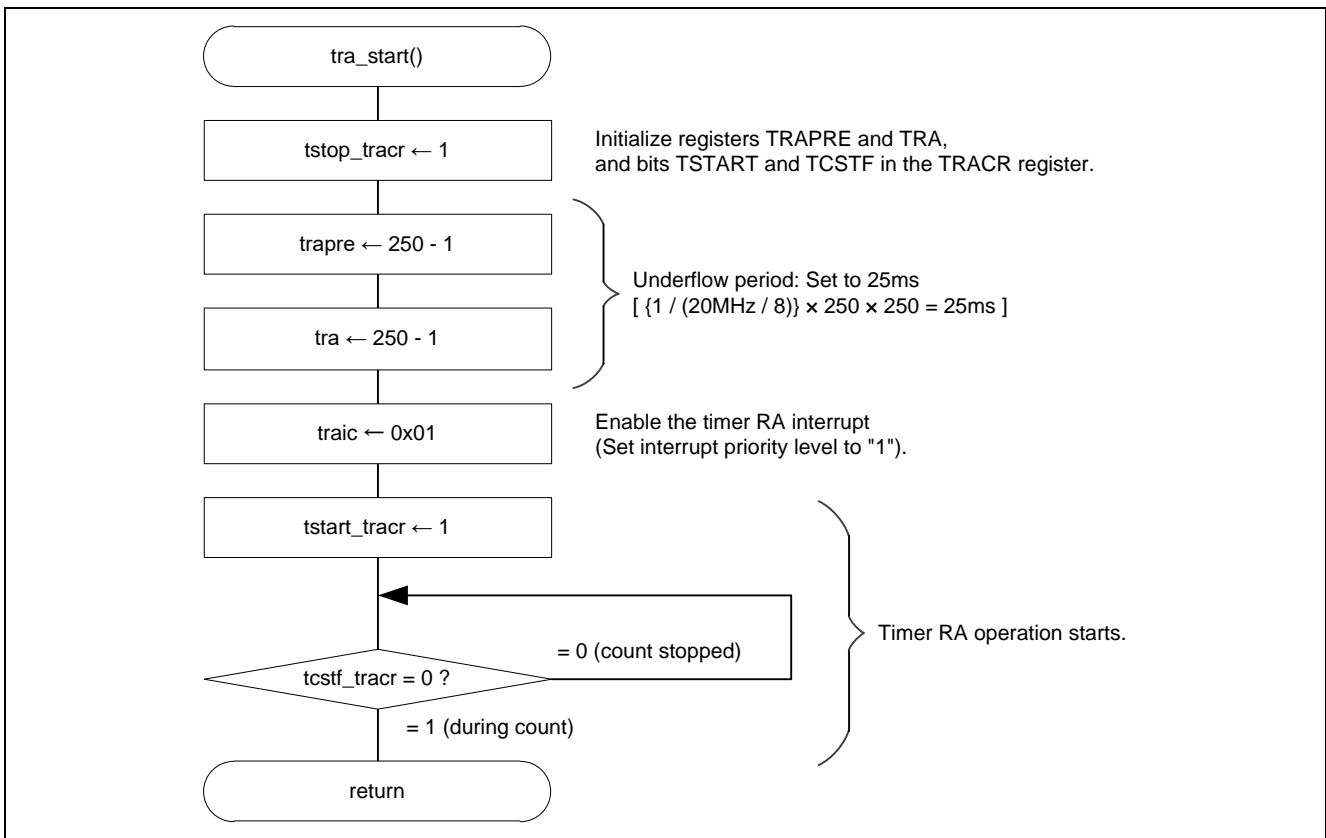 tra_start()
tstop_tracr ← 1
Initialize registers TRAPRE and TRA,
and bits TSTART and TCSTF in the TRACR register.
trapre ← 250 - 1
Underflow period: Set to 25ms
[ {1 / (20MHz / 8)} × 250 × 250 = 25ms ]
tra ← 250 - 1
traic ← 0x01
Enable the timer RA interrupt
(Set interrupt priority level to "1").
tstart_tracr ← 1
Timer RA operation starts.
= 0 (count stopped)
tcstf_tracr = 0 ?
= 1 (during count)
return